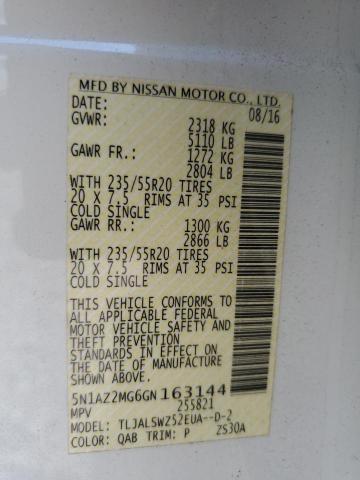 MFD BY NISSAN MOTOR CO., LTD.
DATE: 08/16
GVWR: 2318 KG
5110 LB
GAWR FR.: 1272 KG
2804 LB
WITH 235/55R20 TIRES
20 X 7.5 RIMS AT 35 PSI
COLD SINGLE
GAWR RR.: 1300 KG
2866 LB
WITH 235/55R20 TIRES
20 X 7.5 RIMS AT 35 PSI
COLD SINGLE
THIS VEHICLE CONFORMS TO
ALL APPLICABLE FEDERAL
MOTOR VEHICLE SAFETY AND
THEFT PREVENTION
STANDARDS IN EFFECT ON
THE DATE OF MANUFACTURE
SHOWN ABOVE.
5N1AZ2MG6GN163144
MPV 255821
MODEL: TLJALSWZ52EUA--D-2
COLOR: QAB TRIM: P ZS30A